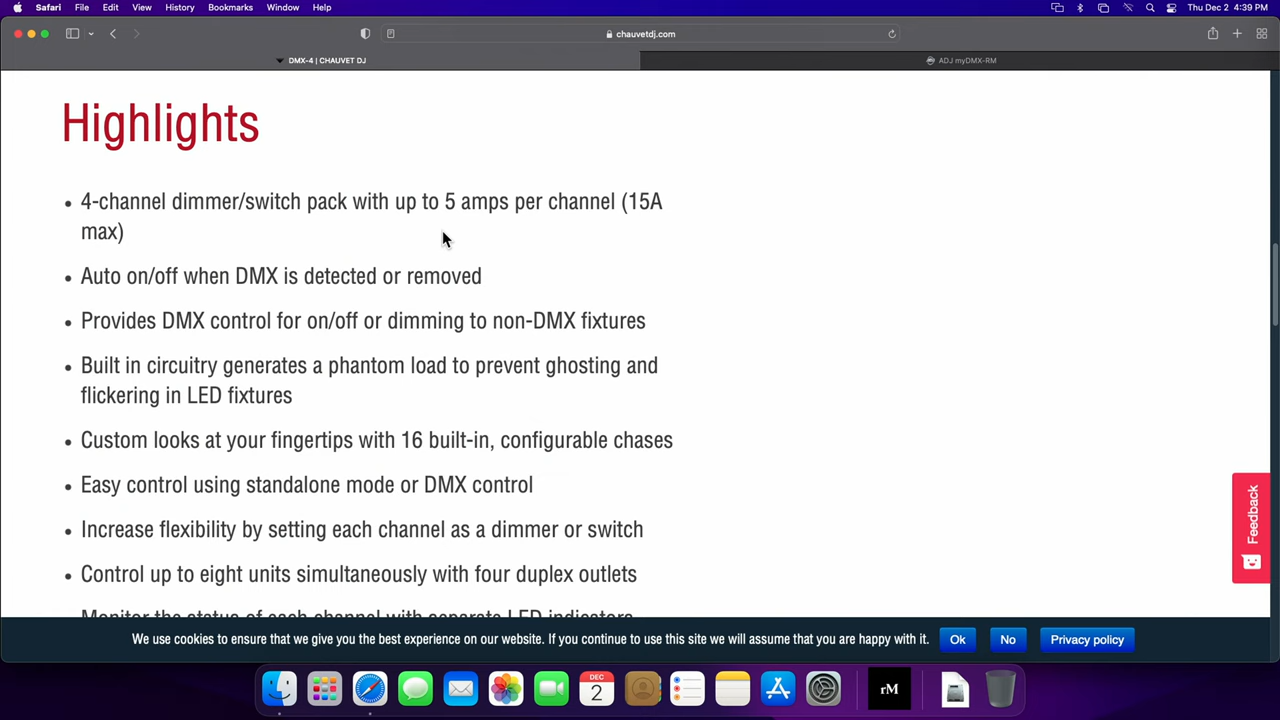 Safari File Edit View History Bookmarks Window Help Thu Dec 2 4:39 PM
chauvetdj.com
DMX-4 | CHAUVET DJ
ADJ myDMX-RM
Highlights
• 4-channel dimmer/switch pack with up to 5 amps per channel (15A
max)
• Auto on/off when DMX is detected or removed
• Provides DMX control for on/off or dimming to non-DMX fixtures
• Built in circuitry generates a phantom load to prevent ghosting and
flickering in LED fixtures
• Custom looks at your fingertips with 16 built-in, configurable chases
• Easy control using standalone mode or DMX control
• Increase flexibility by setting each channel as a dimmer or switch
• Control up to eight units simultaneously with four duplex outlets
• Monitor the status of each channel with separate LED indicators
Feedback
We use cookies to ensure that we give you the best experience on our website. If you continue to use this site we will assume that you are happy with it. Ok No Privacy policy
DEC
2
rM